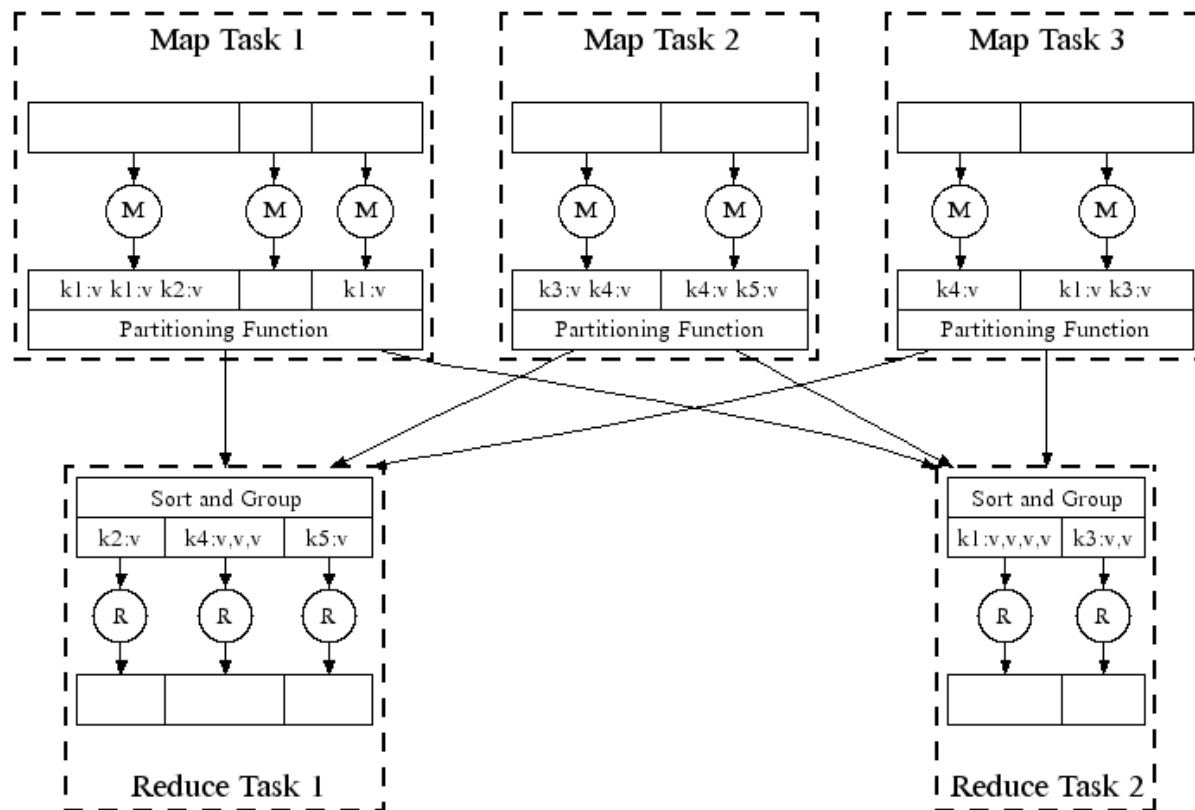 Map Task 1
Map Task 2
Map Task 3
M
M
M
M
M
M
M
k1:v k1:v k2:v
k1:v
k3:v k4:v
k4:v k5:v
k4:v
k1:v k3:v
Partitioning Function
Partitioning Function
Partitioning Function
Sort and Group
Sort and Group
k2:v
k4:v,v,v
k5:v
k1:v,v,v,v
k3:v,v
R
R
R
R
R
Reduce Task 1
Reduce Task 2